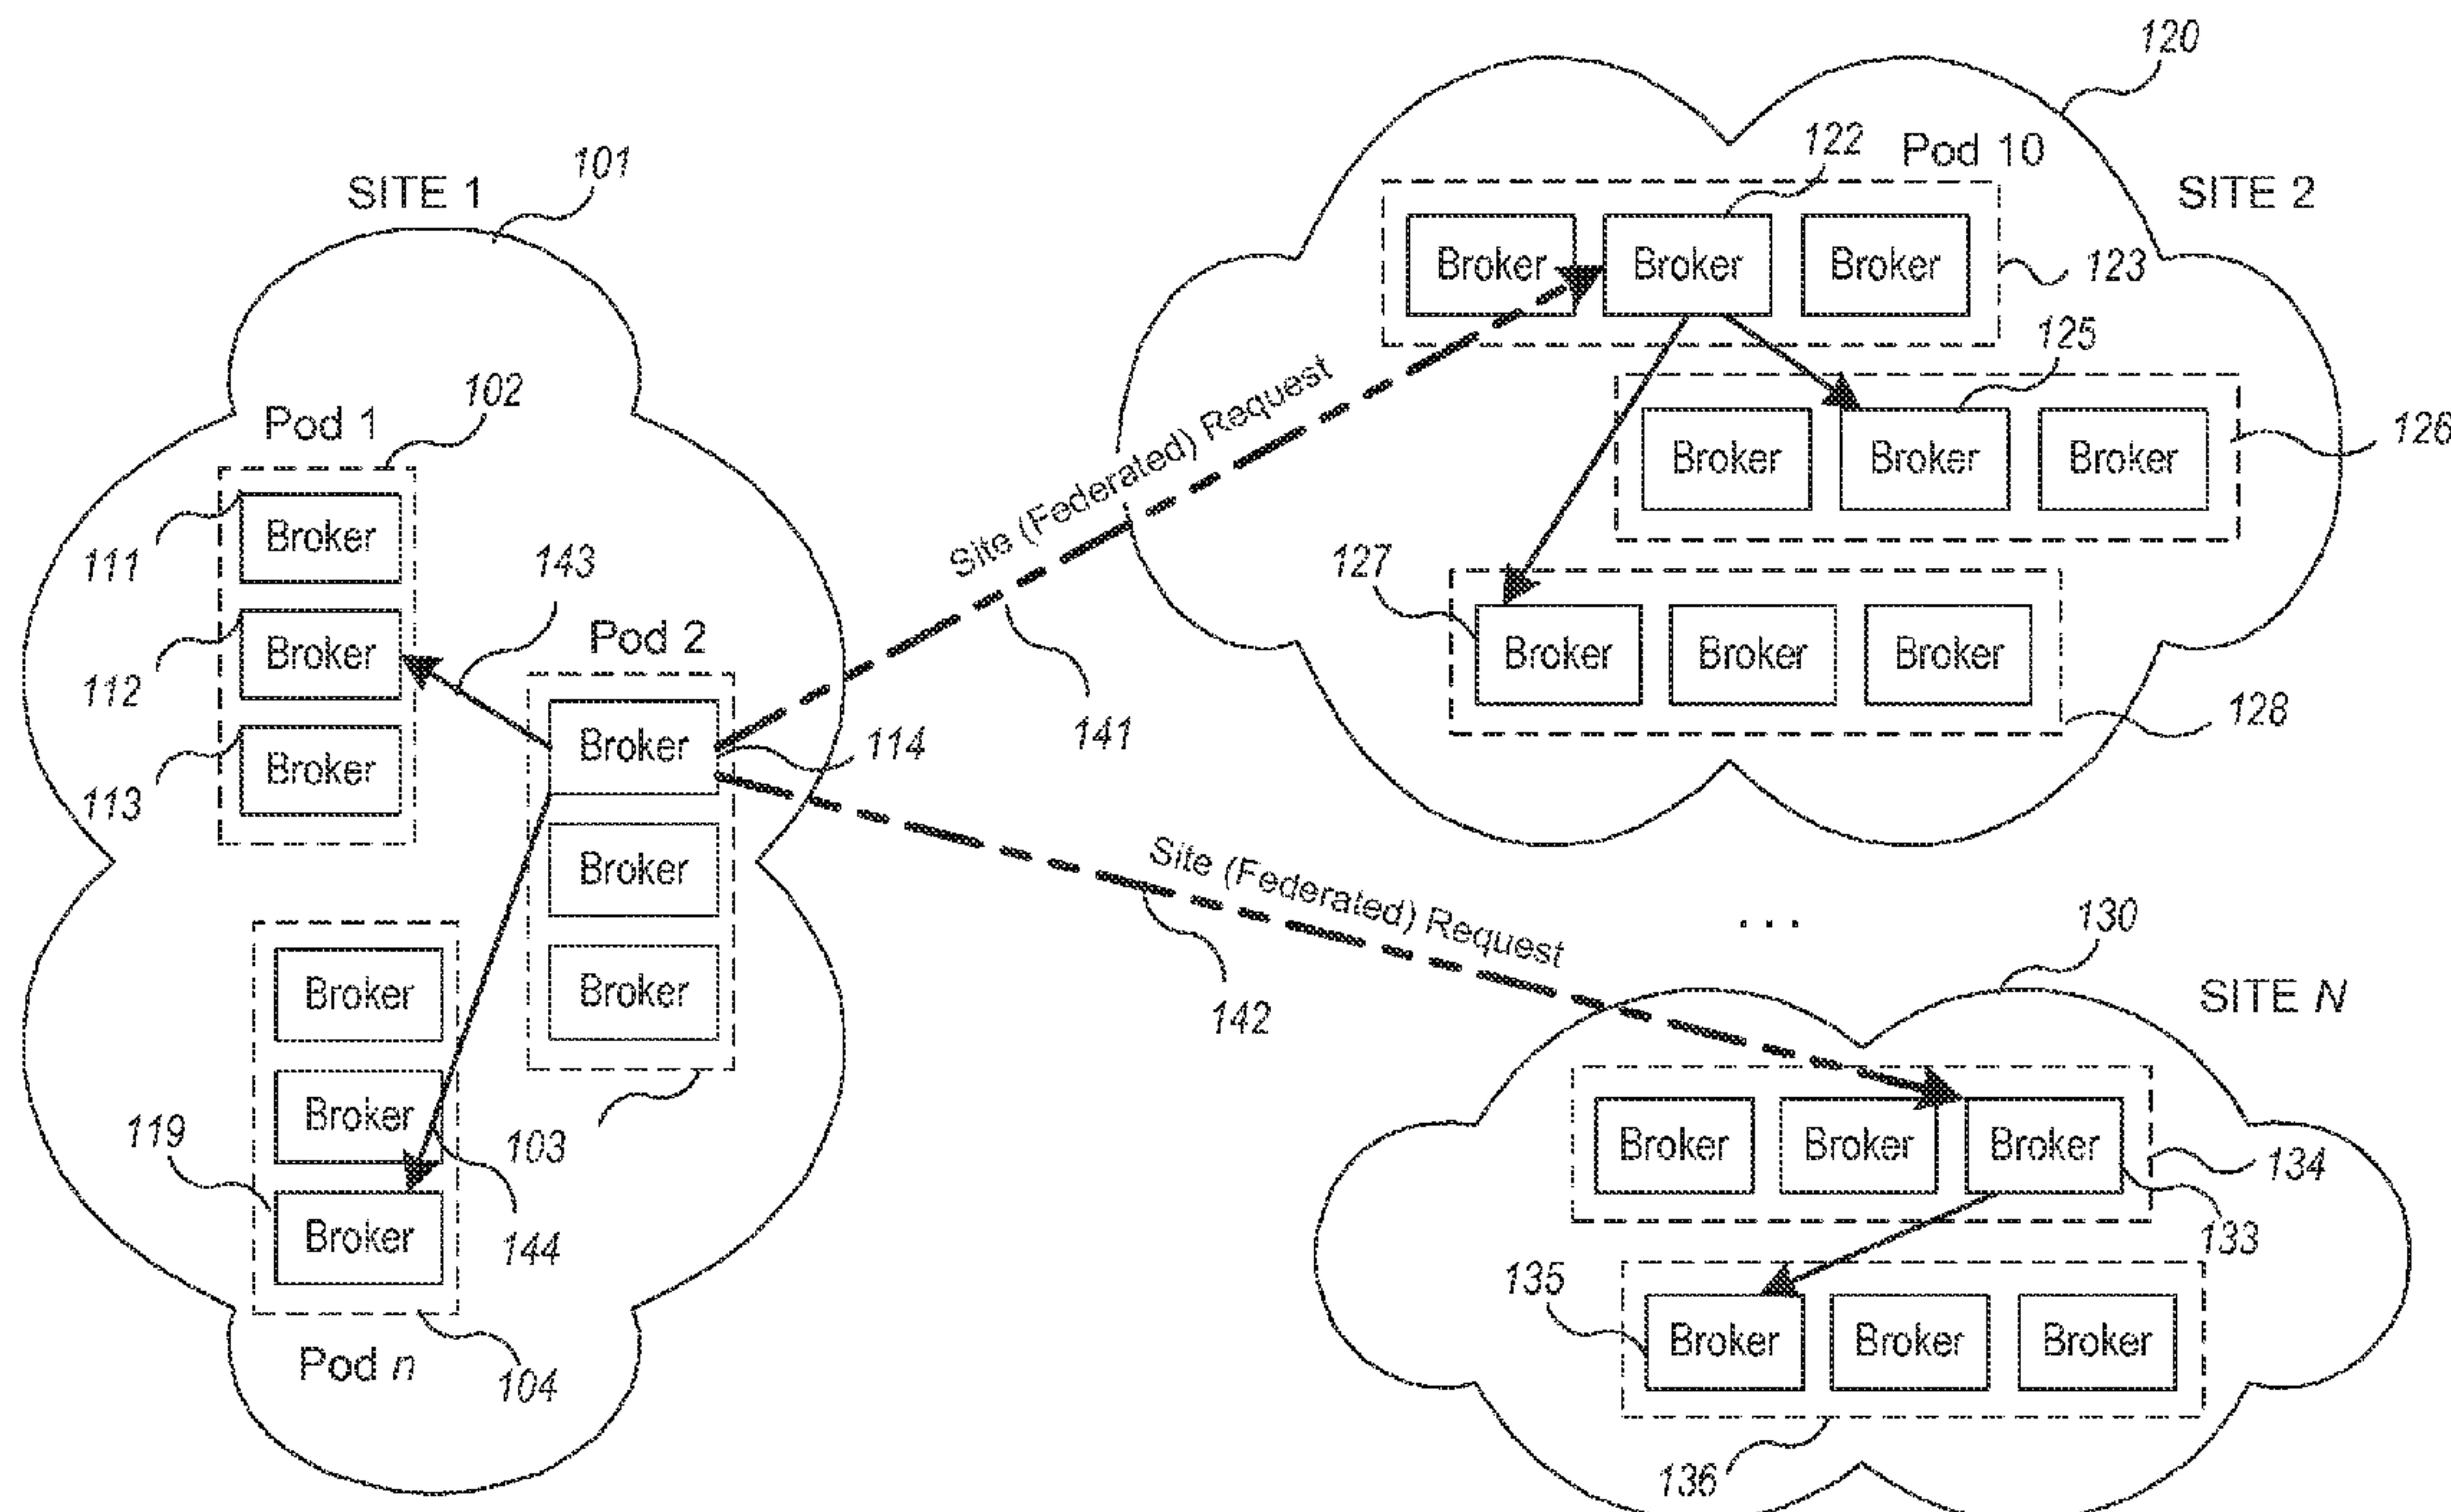 SITE 1
101
Pod 1
102
Broker
111
Broker
112
Broker
113
143
Pod 2
Broker
114
Broker
Broker
103
Broker
Broker
Broker
119
144
Pod n
104
Site (Federated) Request
141
Site (Federated) Request
142
120
SITE 2
122
Pod 10
Broker
Broker
Broker
123
125
Broker
Broker
Broker
126
127
Broker
Broker
Broker
128
...
130
SITE N
Broker
Broker
Broker
134
133
135
Broker
Broker
Broker
136